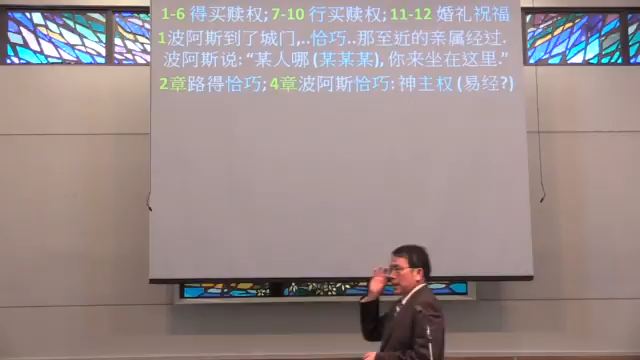 1-6 得买赎权; 7-10 行买赎权; 11-12 婚礼祝福
1波阿斯到了城门,..恰巧..那至近的亲属经过.
波阿斯说: “某人哪 (某某某), 你来坐在这里.”
2章路得恰巧; 4章波阿斯恰巧: 神主权 (易经?)